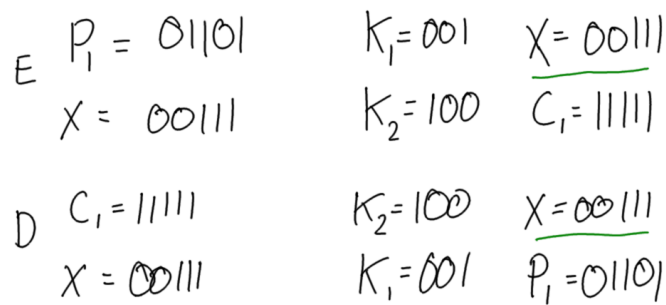 E P₁ = 01101 K₁=001 X=00111
X = 00111 K₂=100 C₁=11111
D C₁=11111 K₂=100 X=00111
X=00111 K₁=001 P₁=01101